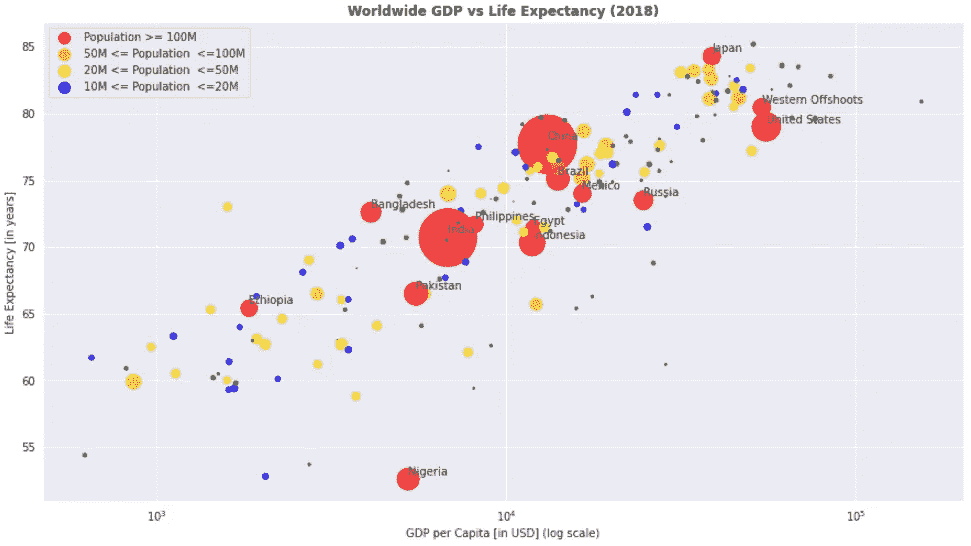 Worldwide GDP vs Life Expectancy (2018)
Population >= 100M
50M <= Population <=100M
20M <= Population <=50M
10M <= Population <=20M
85
80
75
70
65
60
55
Life Expectancy [in years]
Japan
Western Offshoots
United States
China
Brazil
Mexico
Russia
Bangladesh
Philippines
India
Egypt
Indonesia
Pakistan
Ethiopia
Nigeria
10³
10⁴
10⁵
GDP per Capita [in USD] (log scale)